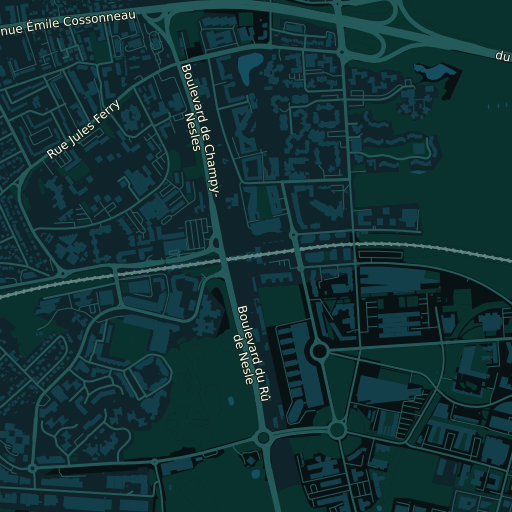 nue Émile Cossonneau
du
Rue Jules Ferry
Boulevard de Champy-
Nesles
Boulevard du Rû
de Nesle